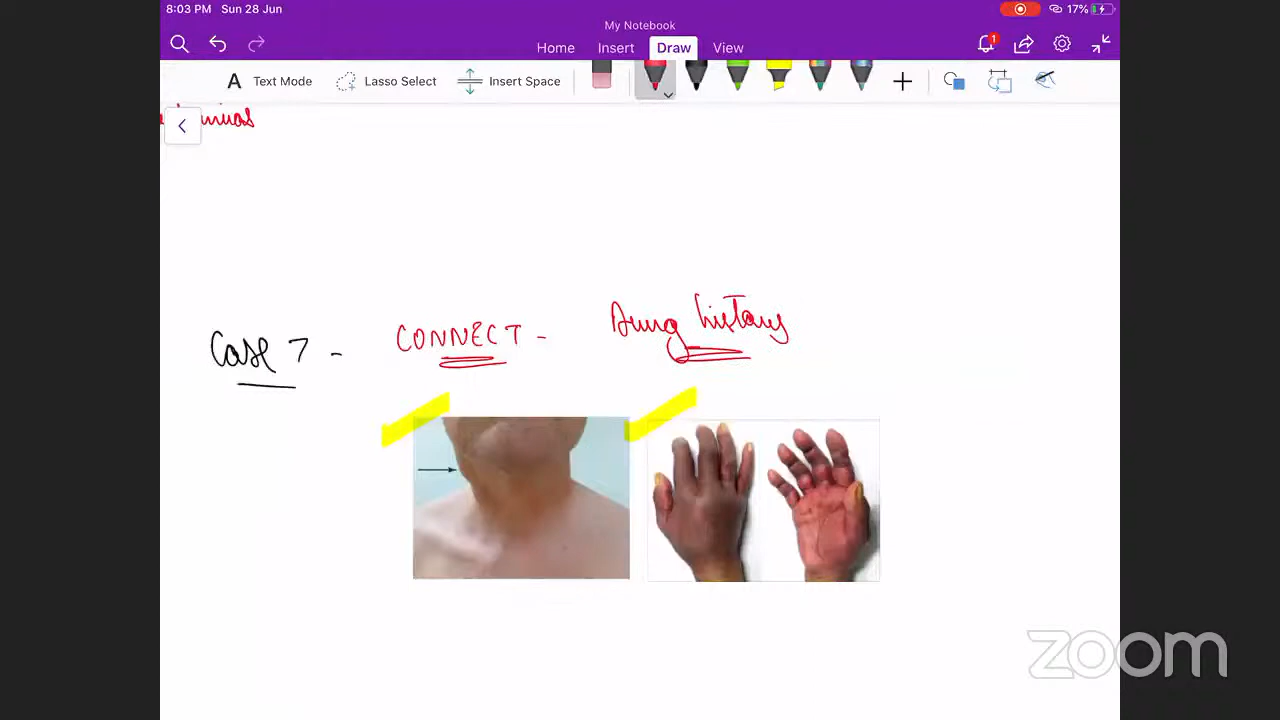 8:03 PM Sun 28 Jun 17%
My Notebook
Home Insert Draw View
1
A Text Mode Lasso Select Insert Space
Case 7 - CONNECT - Drug history
zoom